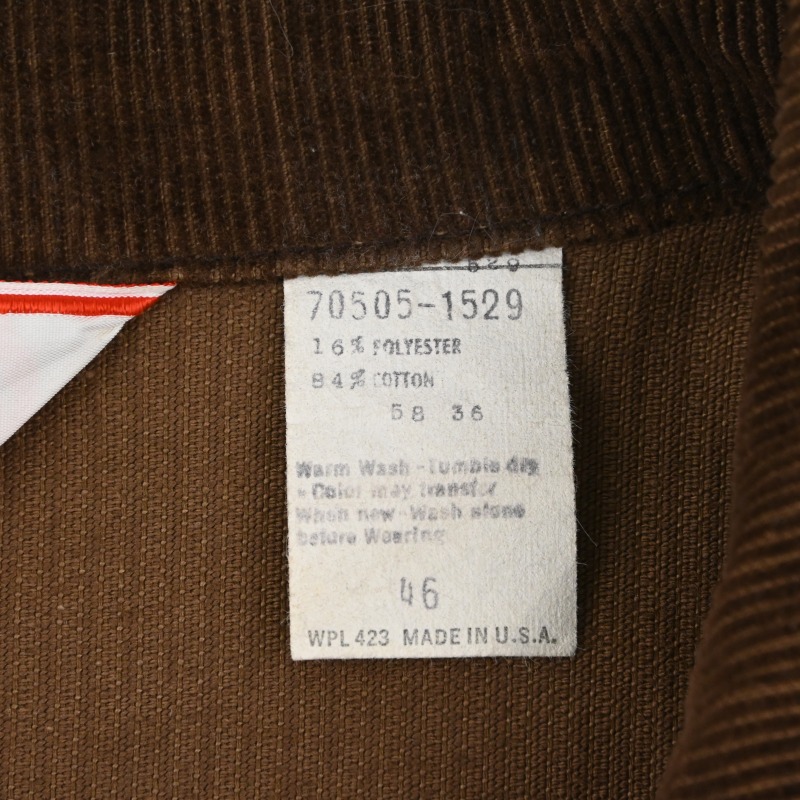 529
70505-1529
16% POLYESTER
84% COTTON
58 36
Warm Wash-Tumble dry
-Color may transfer
When new-Wash alone
before Wearing
46
WPL 423 MADE IN U.S.A.